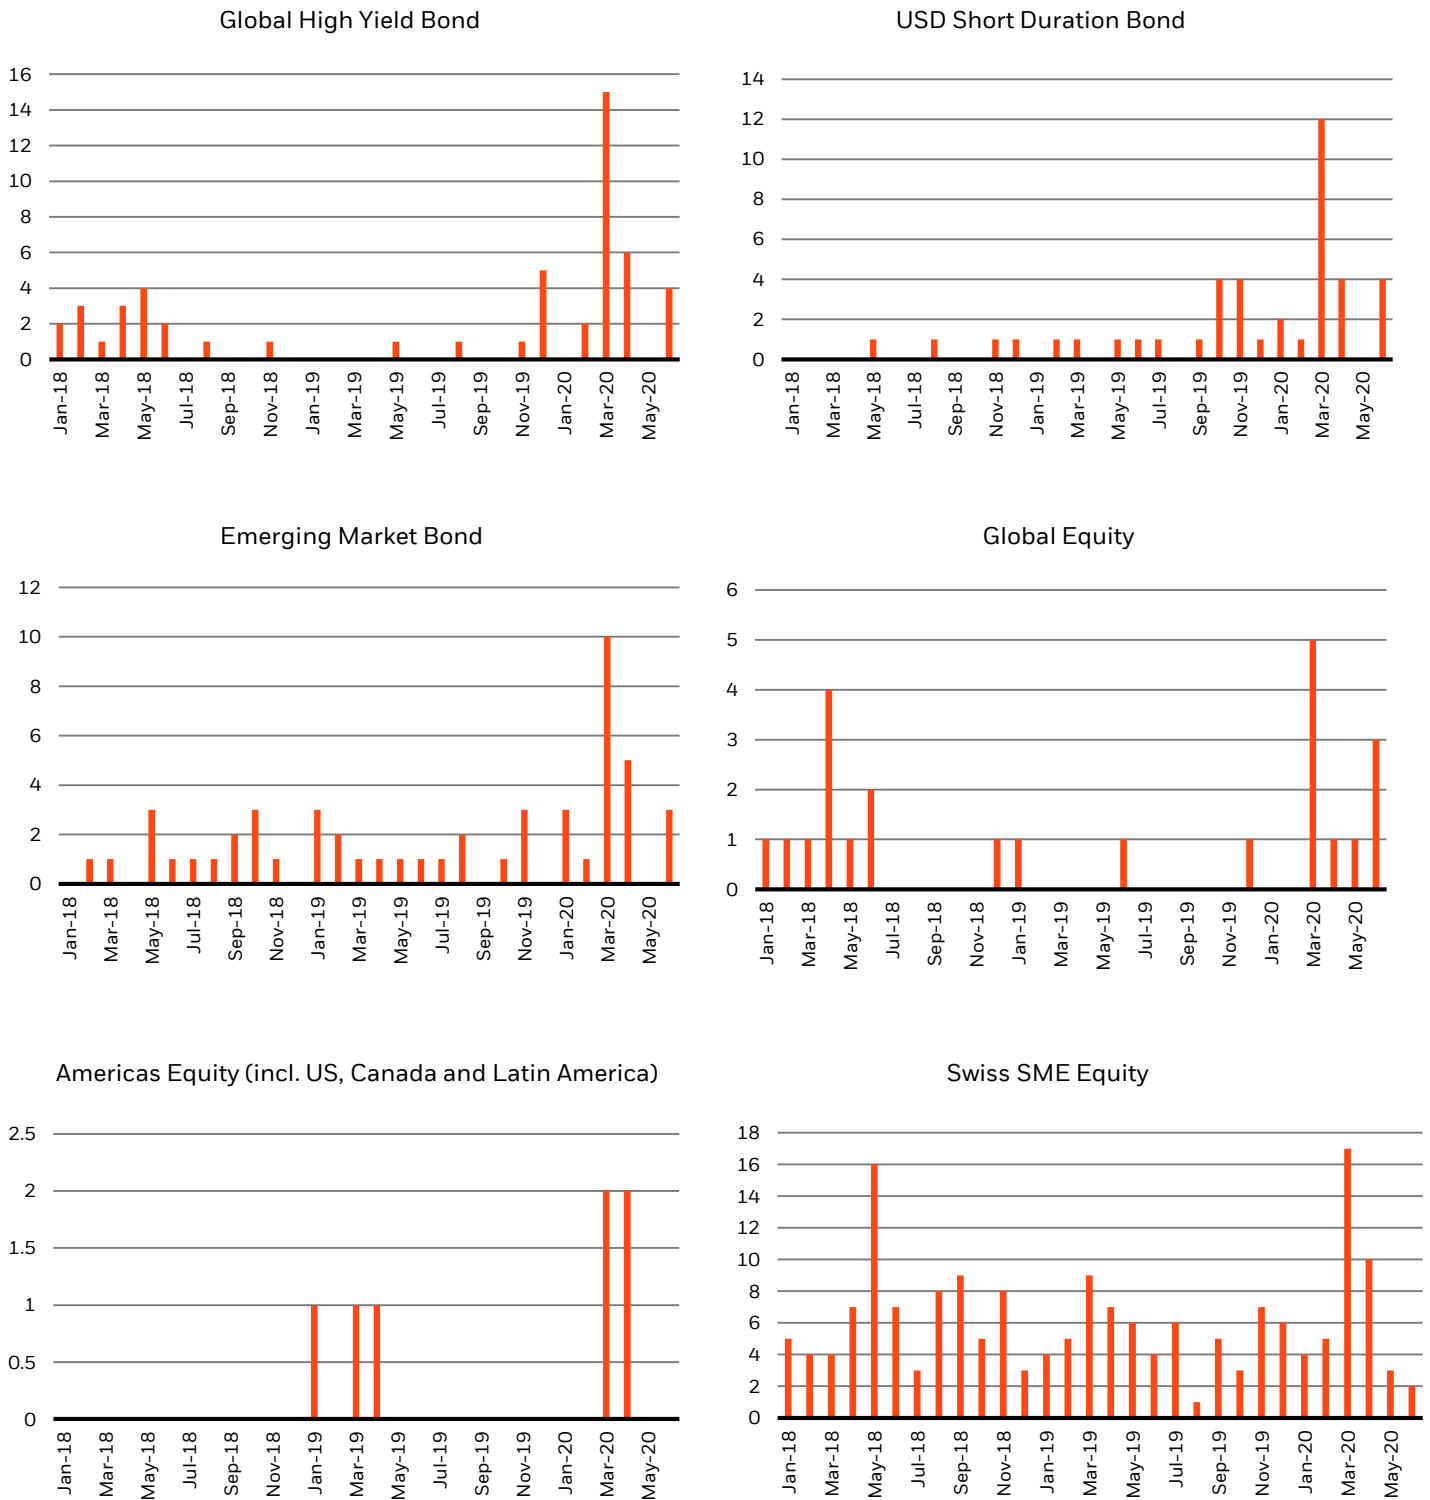 Global High Yield Bond
16
14
12
10
8
6
4
2
0
Jan-18
Mar-18
May-18
Jul-18
Sep-18
Nov-18
Jan-19
Mar-19
May-19
Jul-19
Sep-19
Nov-19
Jan-20
Mar-20
May-20
USD Short Duration Bond
14
12
10
8
6
4
2
0
Jan-18
Mar-18
May-18
Jul-18
Sep-18
Nov-18
Jan-19
Mar-19
May-19
Jul-19
Sep-19
Nov-19
Jan-20
Mar-20
May-20
Emerging Market Bond
12
10
8
6
4
2
0
Jan-18
Mar-18
May-18
Jul-18
Sep-18
Nov-18
Jan-19
Mar-19
May-19
Jul-19
Sep-19
Nov-19
Jan-20
Mar-20
May-20
Global Equity
6
5
4
3
2
1
0
Jan-18
Mar-18
May-18
Jul-18
Sep-18
Nov-18
Jan-19
Mar-19
May-19
Jul-19
Sep-19
Nov-19
Jan-20
Mar-20
May-20
Americas Equity (incl. US, Canada and Latin America)
2.5
2
1.5
1
0.5
0
Jan-18
Mar-18
May-18
Jul-18
Sep-18
Nov-18
Jan-19
Mar-19
May-19
Jul-19
Sep-19
Nov-19
Jan-20
Mar-20
May-20
Swiss SME Equity
18
16
14
12
10
8
6
4
2
0
Jan-18
Mar-18
May-18
Jul-18
Sep-18
Nov-18
Jan-19
Mar-19
May-19
Jul-19
Sep-19
Nov-19
Jan-20
Mar-20
May-20